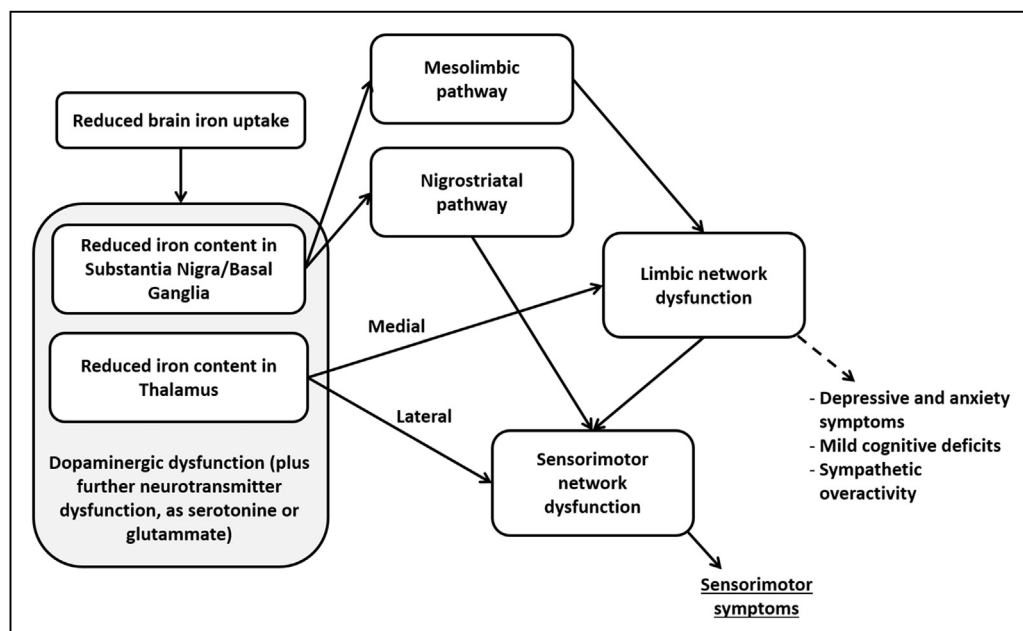 Mesolimbic
pathway
Reduced brain iron uptake
Nigrostriatal
pathway
Reduced iron content in
Substantia Nigra/Basal
Ganglia
Limbic network
dysfunction
Medial
Reduced iron content in
Thalamus
Lateral
- Depressive and anxiety
symptoms
- Mild cognitive deficits
- Sympathetic
overactivity
Sensorimotor
network
dysfunction
Dopaminergic dysfunction (plus
further neurotransmitter
dysfunction, as serotonine or
glutammate)
Sensorimotor
symptoms